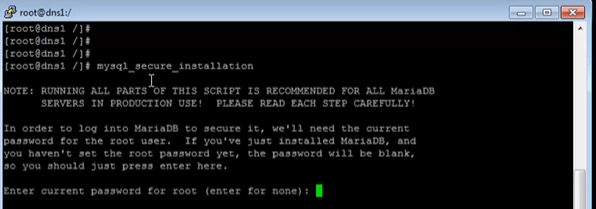 root@dns1:/
[root@dns1 /]#
[root@dns1 /]#
[root@dns1 /]#
[root@dns1 /]# mysql_secure_installation
NOTE: RUNNING ALL PARTS OF THIS SCRIPT IS RECOMMENDED FOR ALL MariaDB
SERVERS IN PRODUCTION USE!  PLEASE READ EACH STEP CAREFULLY!
In order to log into MariaDB to secure it, we'll need the current
password for the root user.  If you've just installed MariaDB, and
you haven't set the root password yet, the password will be blank,
so you should just press enter here.
Enter current password for root (enter for none):